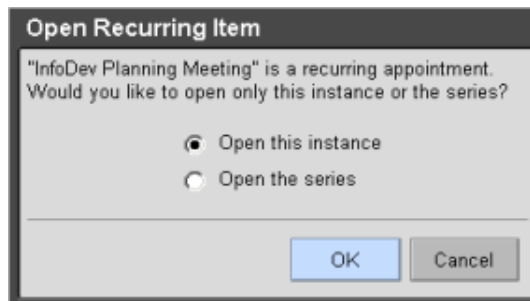 Open Recurring Item
"InfoDev Planning Meeting" is a recurring appointment.
Would you like to open only this instance or the series?
Open this instance
Open the series
OK
Cancel